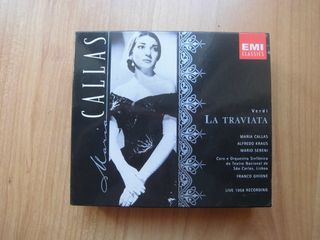 Maria CALLAS
EMI
CLASSICS
Verdi
LA TRAVIATA
MARIA CALLAS
ALFREDO KRAUS
MARIO SERENI
Coro e Orquestra Sinfónica
do Teatro Nacional de
São Carlos, Lisboa
FRANCO GHIONE
LIVE 1958 RECORDING